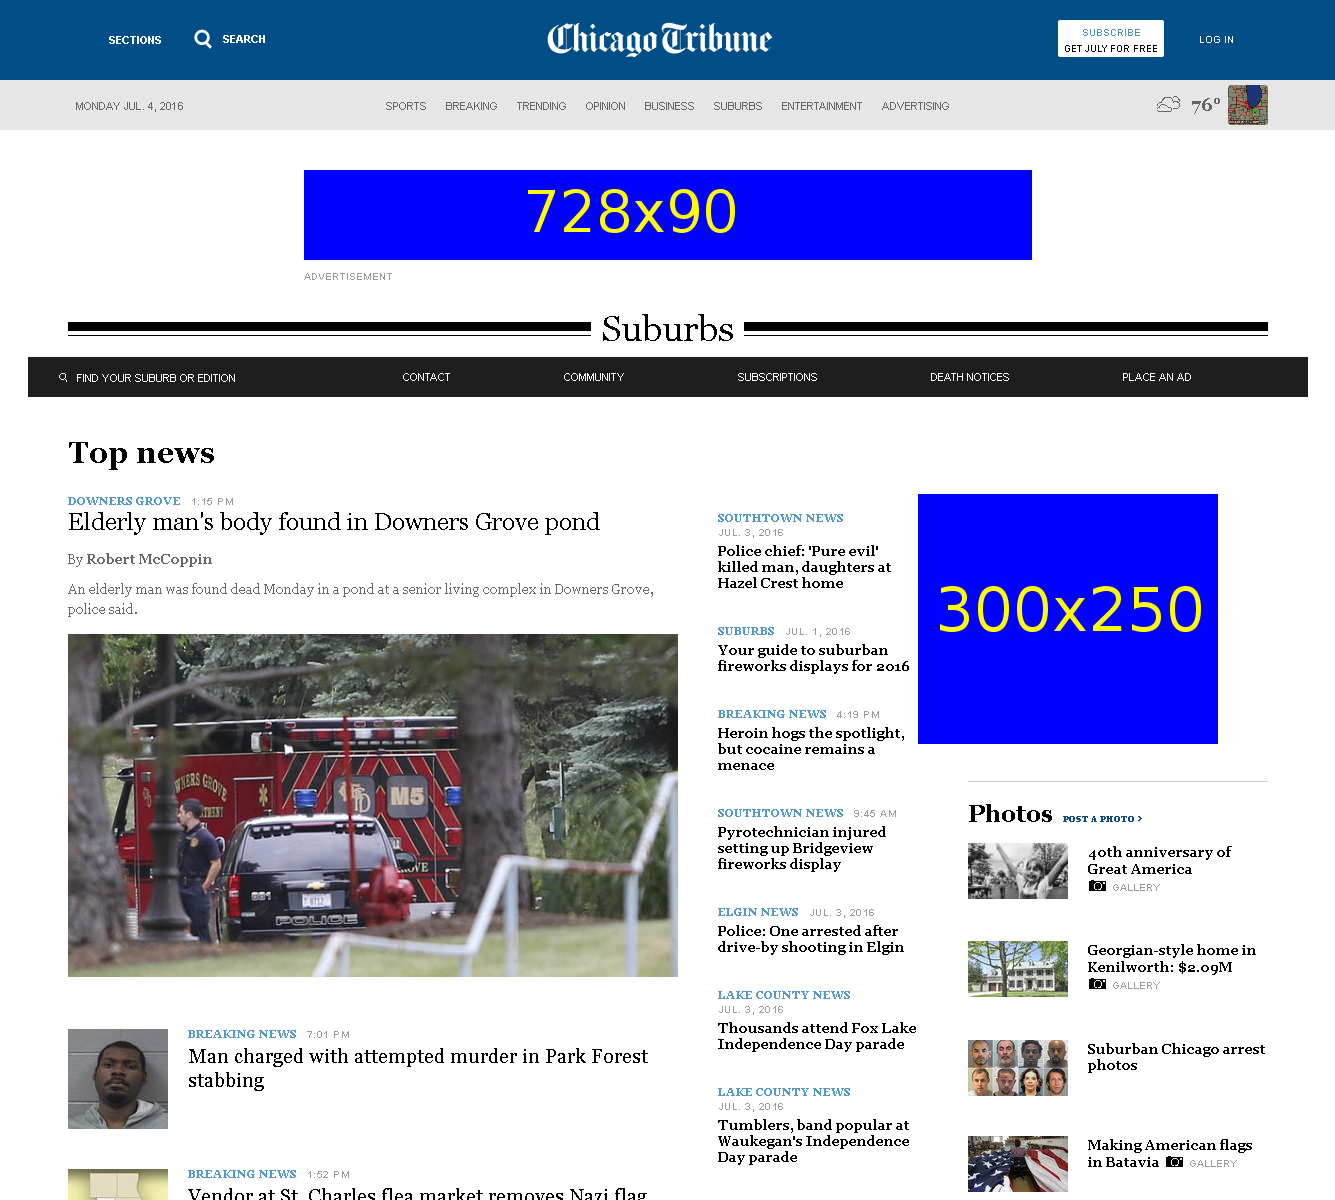 SECTIONS
SEARCH
Chicago Tribune
SUBSCRIBE
GET JULY FOR FREE
LOG IN
MONDAY JUL. 4, 2016
SPORTS BREAKING TRENDING OPINION BUSINESS SUBURBS ENTERTAINMENT ADVERTISING
76°
728x90
ADVERTISEMENT
Suburbs
FIND YOUR SUBURB OR EDITION
CONTACT
COMMUNITY
SUBSCRIPTIONS
DEATH NOTICES
PLACE AN AD
Top news
DOWNERS GROVE 1:15 PM
Elderly man's body found in Downers Grove pond
By Robert McCoppin
An elderly man was found dead Monday in a pond at a senior living complex in Downers Grove,
police said.
M5
POLICE
BREAKING NEWS 7:01 PM
Man charged with attempted murder in Park Forest
stabbing
BREAKING NEWS 1:52 PM
Vendor at St. Charles flea market removes Nazi flag
SOUTHTOWN NEWS
JUL. 3, 2016
Police chief: 'Pure evil'
killed man, daughters at
Hazel Crest home
SUBURBS JUL. 1, 2016
Your guide to suburban
fireworks displays for 2016
BREAKING NEWS 4:19 PM
Heroin hogs the spotlight,
but cocaine remains a
menace
SOUTHTOWN NEWS 9:45 AM
Pyrotechnician injured
setting up Bridgeview
fireworks display
ELGIN NEWS JUL. 3, 2016
Police: One arrested after
drive-by shooting in Elgin
LAKE COUNTY NEWS
JUL. 3, 2016
Thousands attend Fox Lake
Independence Day parade
LAKE COUNTY NEWS
JUL. 3, 2016
Tumblers, band popular at
Waukegan's Independence
Day parade
300x250
Photos POST A PHOTO >
40th anniversary of
Great America
GALLERY
Georgian-style home in
Kenilworth: $2.09M
GALLERY
Suburban Chicago arrest
photos
Making American flags
in Batavia GALLERY